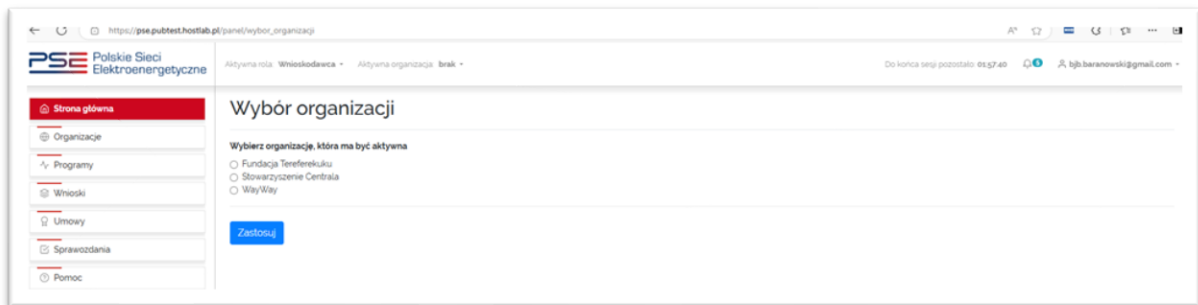 https://pse.pubtest.hostlab.pl/panel/wybor_organizacji
PSE Polskie Sieci
Elektroenergetyczne
Aktywna rola: Wnioskodawca Aktywna organizacja: brak
Do końca sesji pozostało: 01:57:40
bjb.baranowski@gmail.com
Strona główna
Organizacje
Programy
Wnioski
Umowy
Sprawozdania
Pomoc
Wybór organizacji
Wybierz organizację, która ma być aktywna
Fundacja Tereferekuku
Stowarzyszenie Centrala
WayWay
Zastosuj